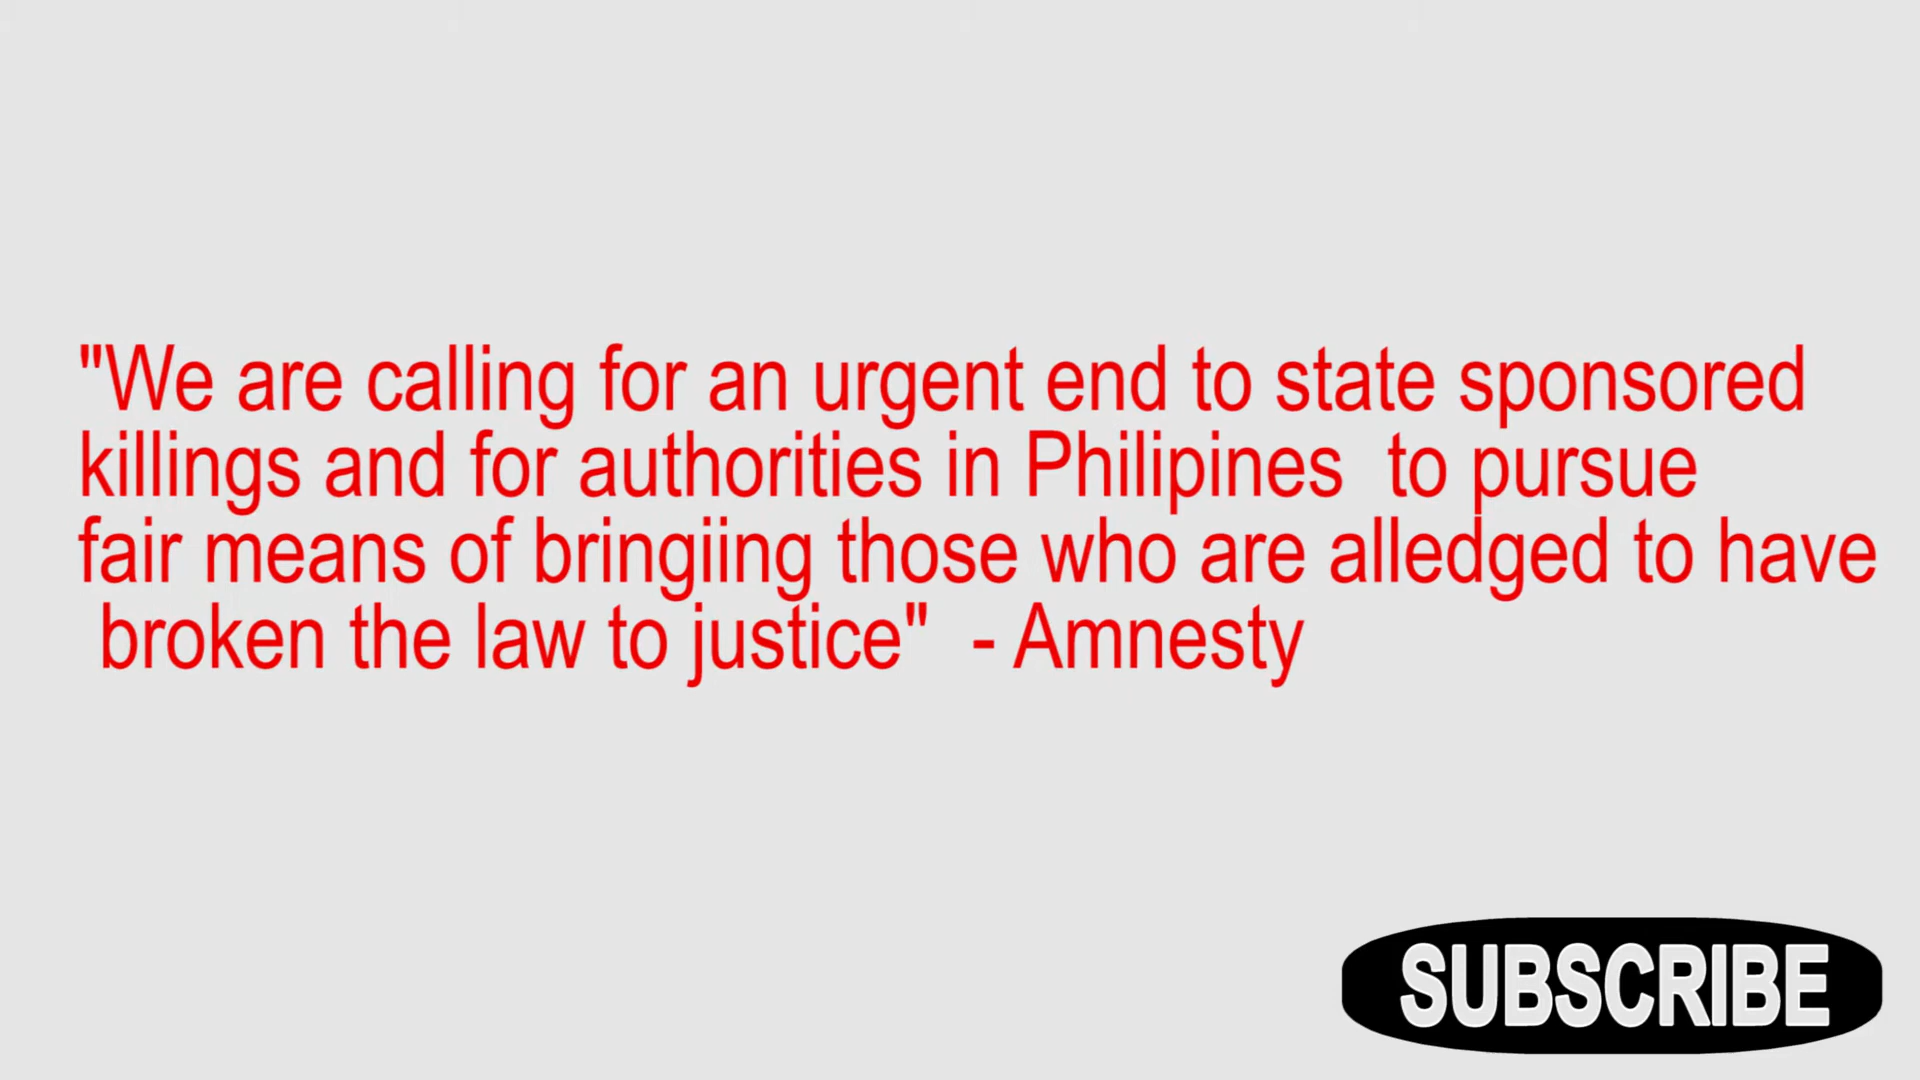 "We are calling for an urgent end to state sponsored
killings and for authorities in Philipines  to pursue
fair means of bringiing those who are alledged to have
broken the law to justice"  - Amnesty
SUBSCRIBE